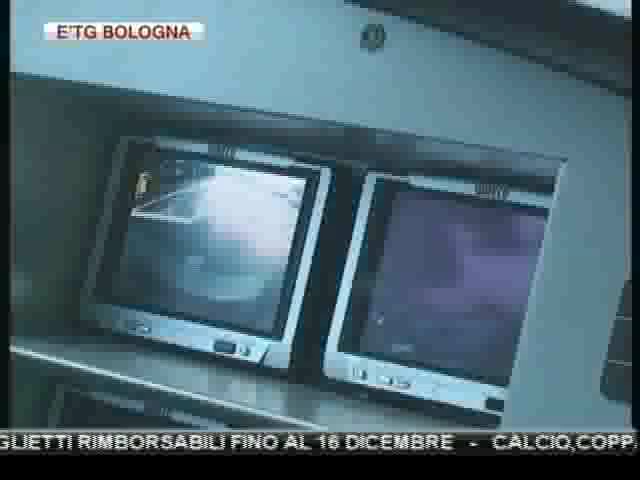 E'TG BOLOGNA
GLIETTI RIMBORSABILI FINO AL 16 DICEMBRE - CALCIO,COPP